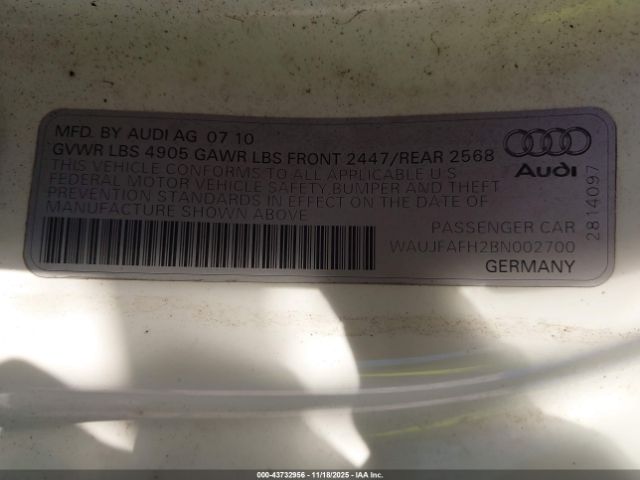 MFD. BY AUDI AG 07 10
GVWR LBS 4905 GAWR LBS FRONT 2447/REAR 2568
THIS VEHICLE CONFORMS TO ALL APPLICABLE U S
FEDERAL MOTOR VEHICLE SAFETY, BUMPER AND THEFT
PREVENTION STANDARDS IN EFFECT ON THE DATE OF
MANUFACTURE SHOWN ABOVE
Audi
PASSENGER CAR
WAUJFAFH2BN002700
GERMANY
2814097
000-43732956 - 11/18/2025 - IAA Inc.